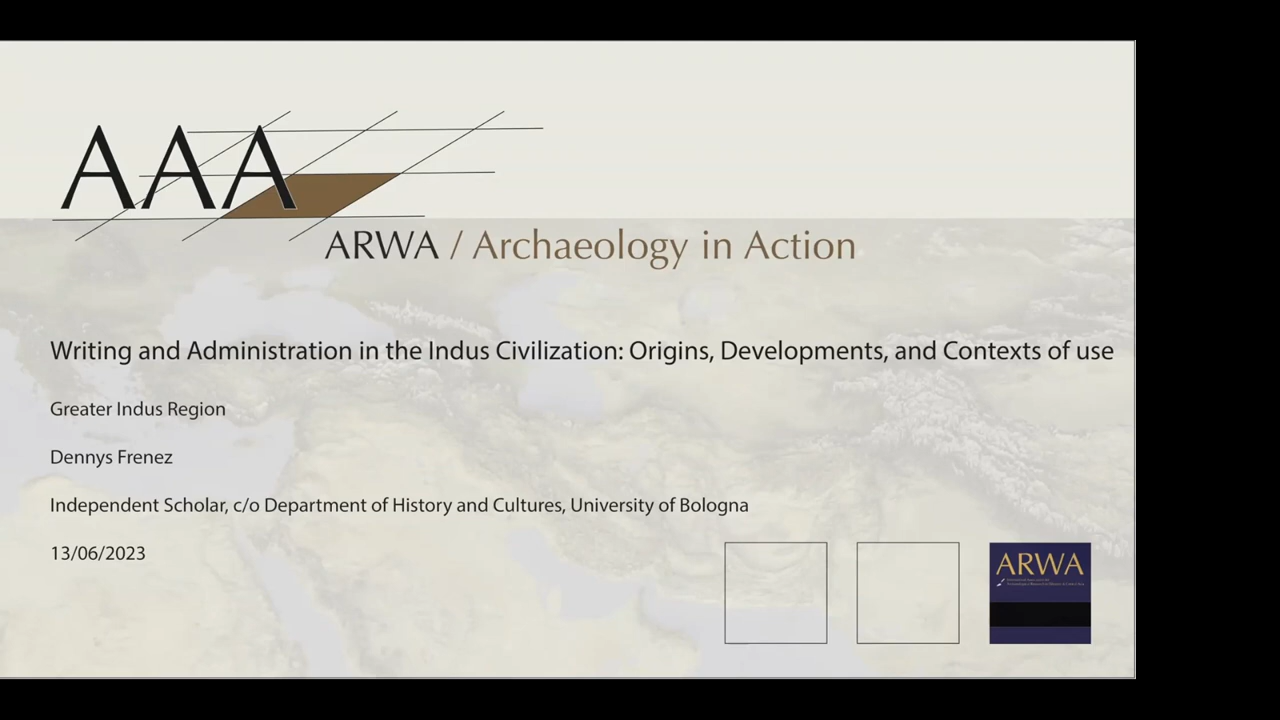 AAA
ARWA / Archaeology in Action
Writing and Administration in the Indus Civilization: Origins, Developments, and Contexts of use
Greater Indus Region
Dennys Frenez
Independent Scholar, c/o Department of History and Cultures, University of Bologna
13/06/2023
ARWA